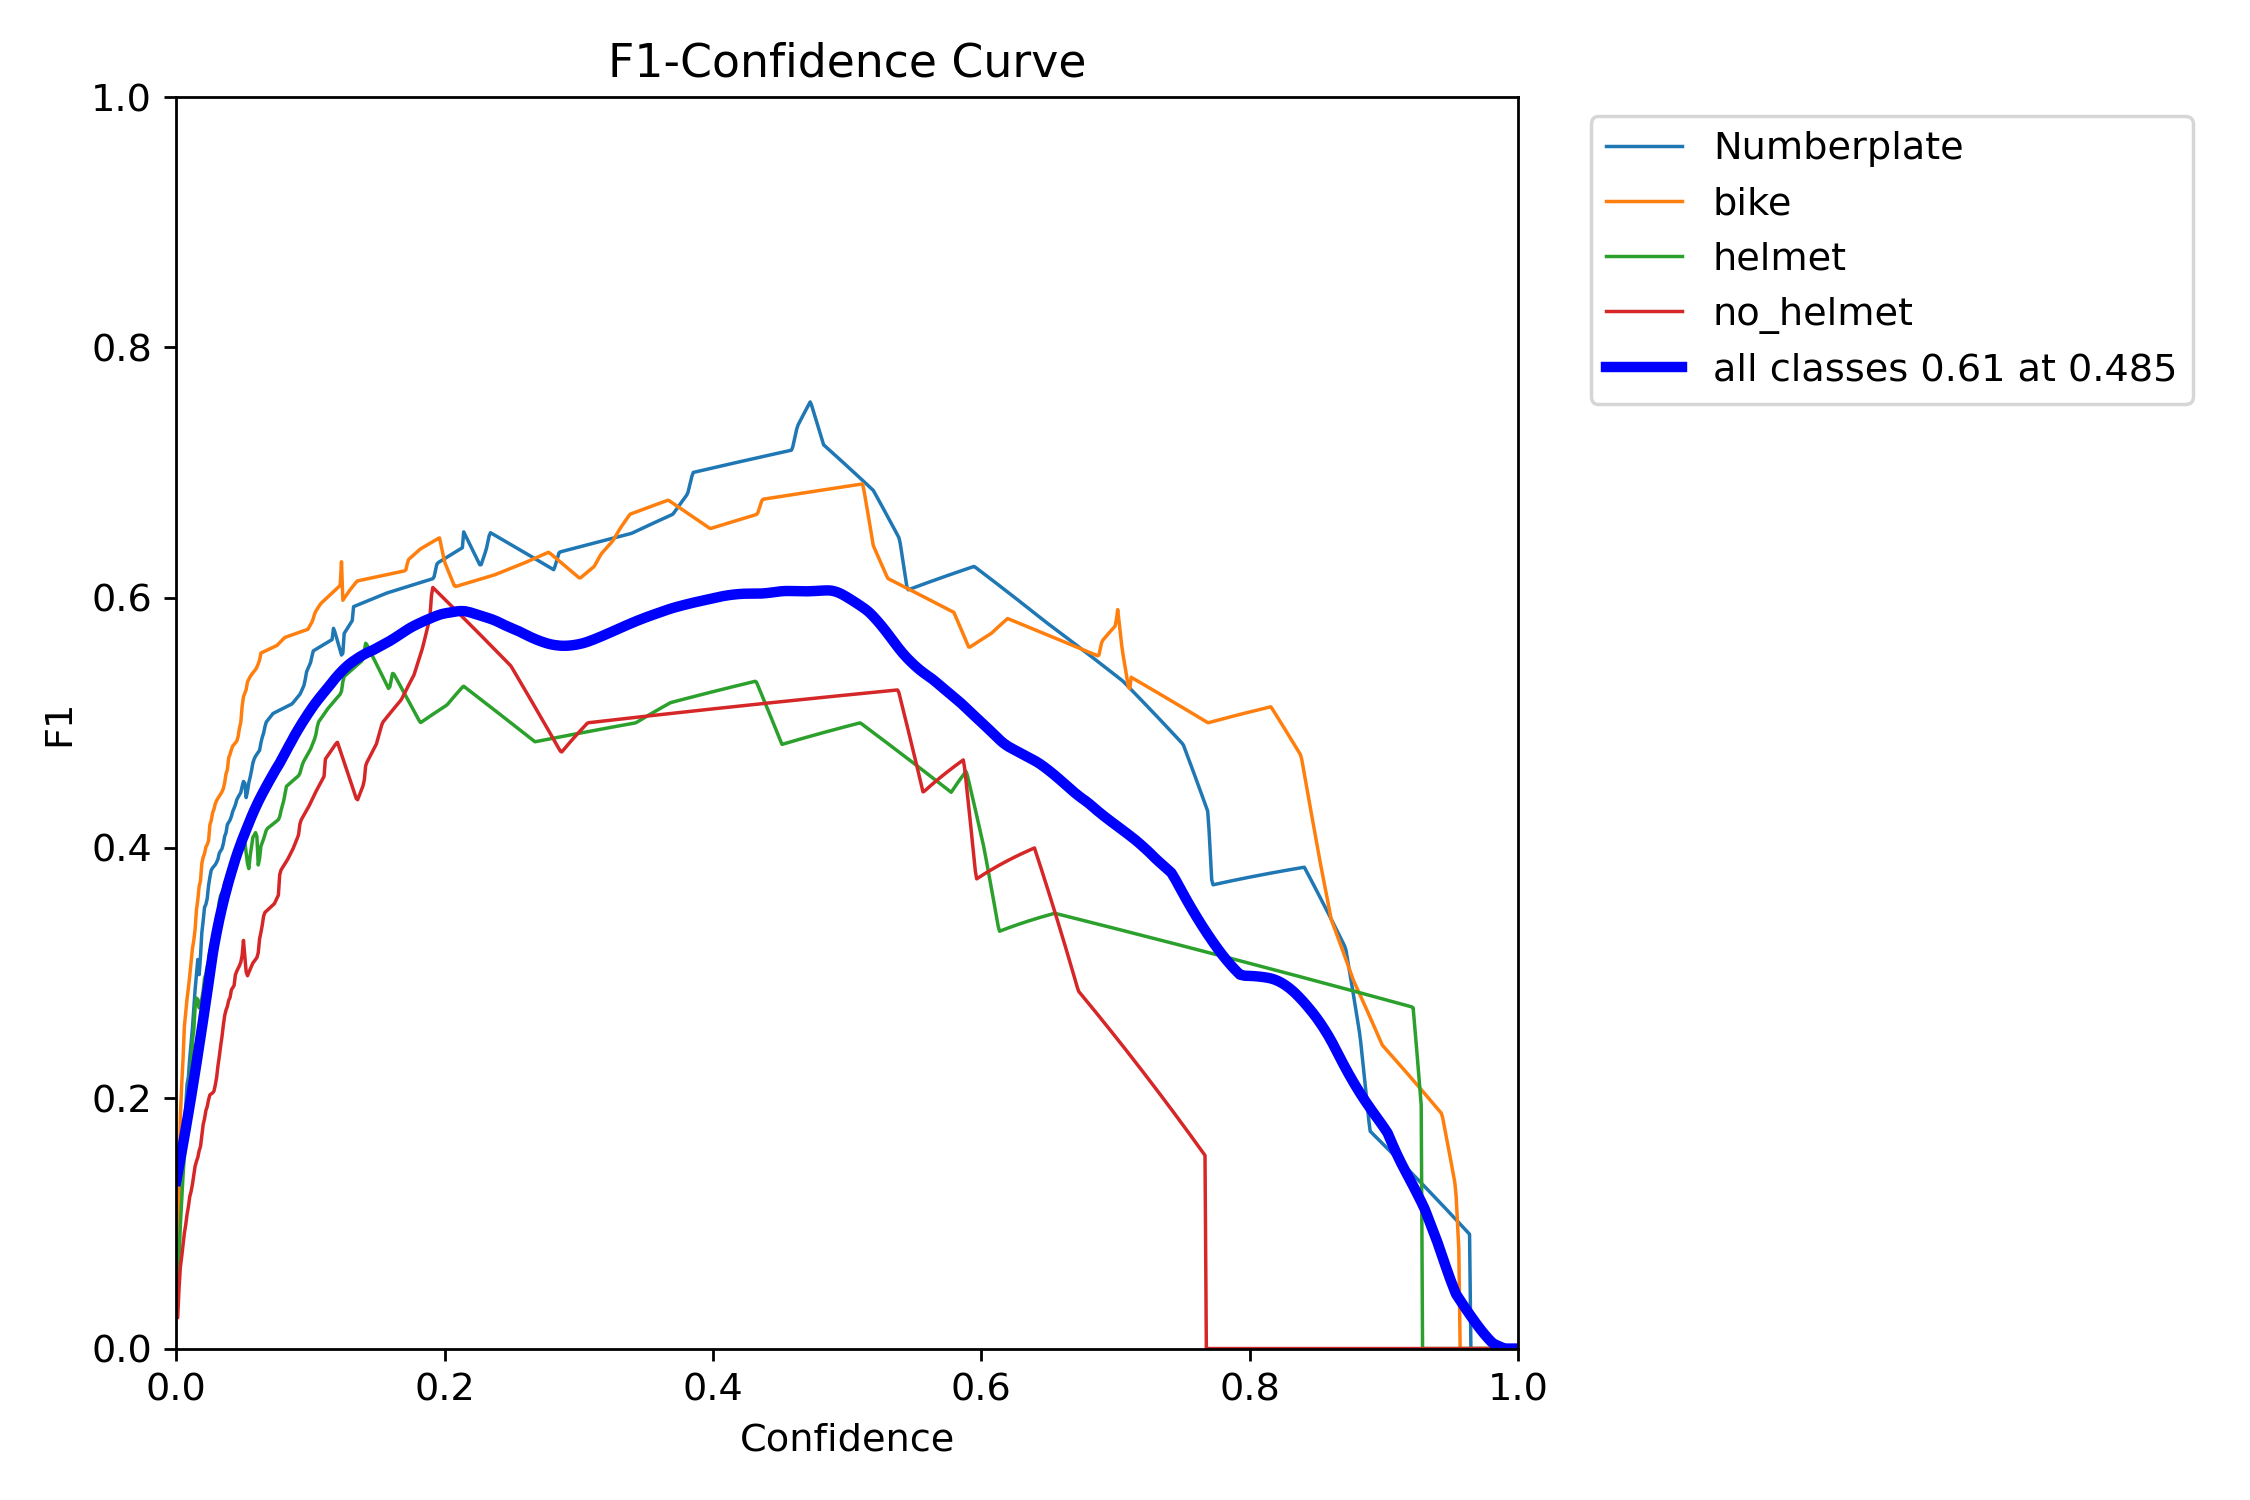 F1-Confidence Curve
1.0
0.8
0.6
0.4
0.2
0.0
F1
0.0 0.2 0.4 0.6 0.8 1.0
Confidence
Numberplate
bike
helmet
no_helmet
all classes 0.61 at 0.485